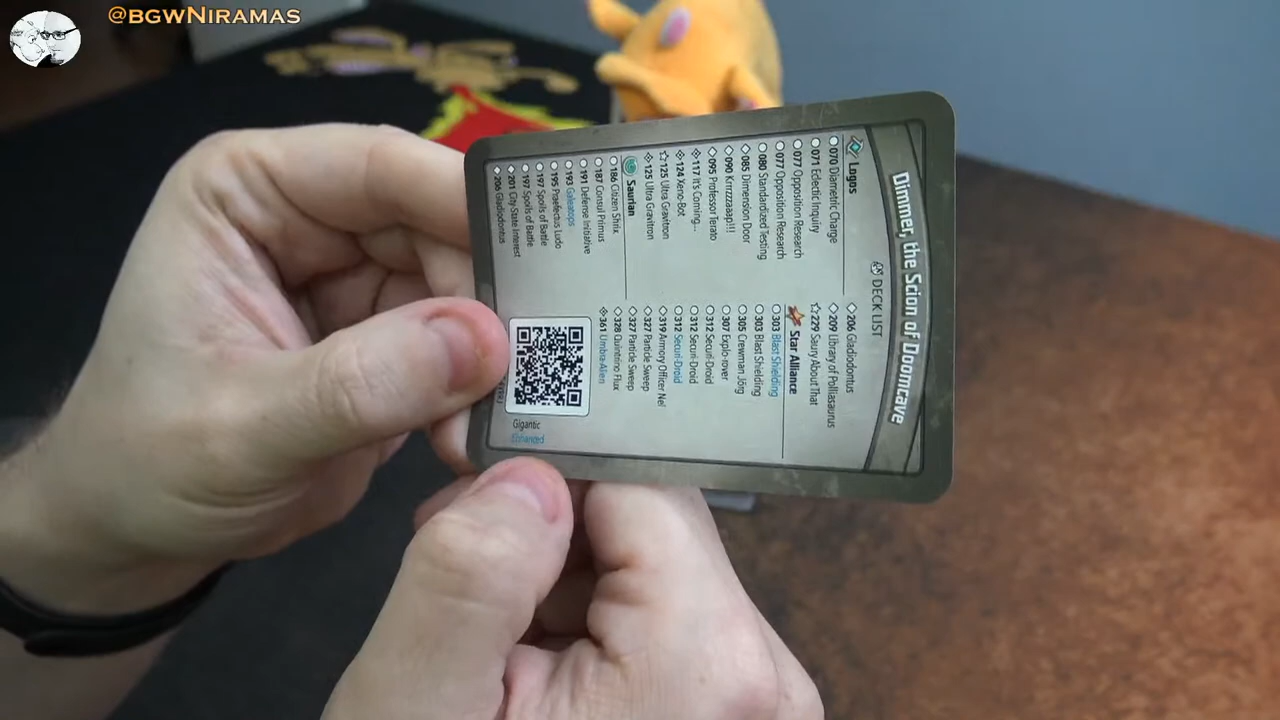 @BGWNIRAMAS
Dimmer, the Scion of Doomcave
DECK LIST
Logos
070 Diametric Charge
071 Eclectic Inquiry
077 Opposition Research
077 Opposition Research
080 Standardized Testing
085 Dimension Door
090 Krrrzzaaap!!!
095 Professor Terato
117 It's Coming...
124 Xeno-Bot
125 Ultra Gravitron
125 Ultra Gravitron
Saurian
186 Citizen Shrix
187 Consul Primus
191 Defense Initiative
193 Galeatops
195 Praefectus Ludo
197 Spoils of Battle
197 Spoils of Battle
201 City-State Interest
206 Gladiodontus
206 Gladiodontus
209 Library of Polliasaurus
229 Saury About That
Star Alliance
303 Blast Shielding
303 Blast Shielding
305 Crewman Jörg
307 Explo-rover
312 Securi-Droid
312 Securi-Droid
312 Securi-Droid
319 Armory Officer Nel
327 Particle Sweep
327 Particle Sweep
328 Quintrino Flux
361 Umbra-Alien
Gigantic
Enhanced